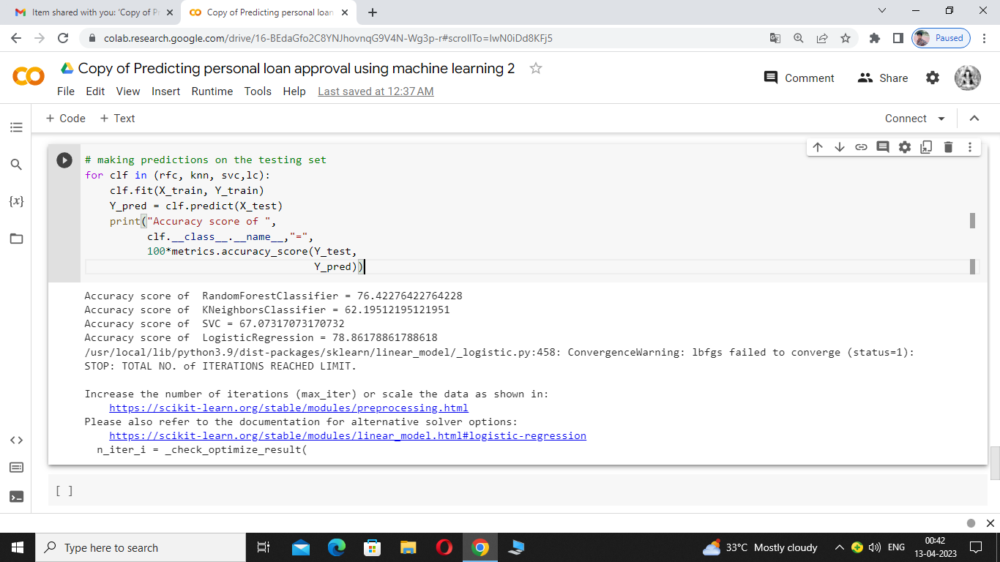 Item shared with you: 'Copy of Pr
Copy of Predicting personal loan
colab.research.google.com/drive/16-BEdaGfo2C8YNJhovnqG9V4N-Wg3p-r#scrollTo=lwN0iDd8KFj5
Paused
Copy of Predicting personal loan approval using machine learning 2
File Edit View Insert Runtime Tools Help Last saved at 12:37 AM
Comment Share
+ Code + Text
Connect
# making predictions on the testing set
for clf in (rfc, knn, svc,lc):
    clf.fit(X_train, Y_train)
    Y_pred = clf.predict(X_test)
    print("Accuracy score of ",
          clf.__class__.__name__,"=",
          100*metrics.accuracy_score(Y_test,
                                     Y_pred))
Accuracy score of  RandomForestClassifier = 76.42276422764228
Accuracy score of  KNeighborsClassifier = 62.19512195121951
Accuracy score of  SVC = 67.07317073170732
Accuracy score of  LogisticRegression = 78.86178861788618
/usr/local/lib/python3.9/dist-packages/sklearn/linear_model/_logistic.py:458: ConvergenceWarning: lbfgs failed to converge (status=1):
STOP: TOTAL NO. of ITERATIONS REACHED LIMIT.
Increase the number of iterations (max_iter) or scale the data as shown in:
    https://scikit-learn.org/stable/modules/preprocessing.html
Please also refer to the documentation for alternative solver options:
    https://scikit-learn.org/stable/modules/linear_model.html#logistic-regression
  n_iter_i = _check_optimize_result(
[ ]
Type here to search
33°C Mostly cloudy
ENG
00:42
13-04-2023